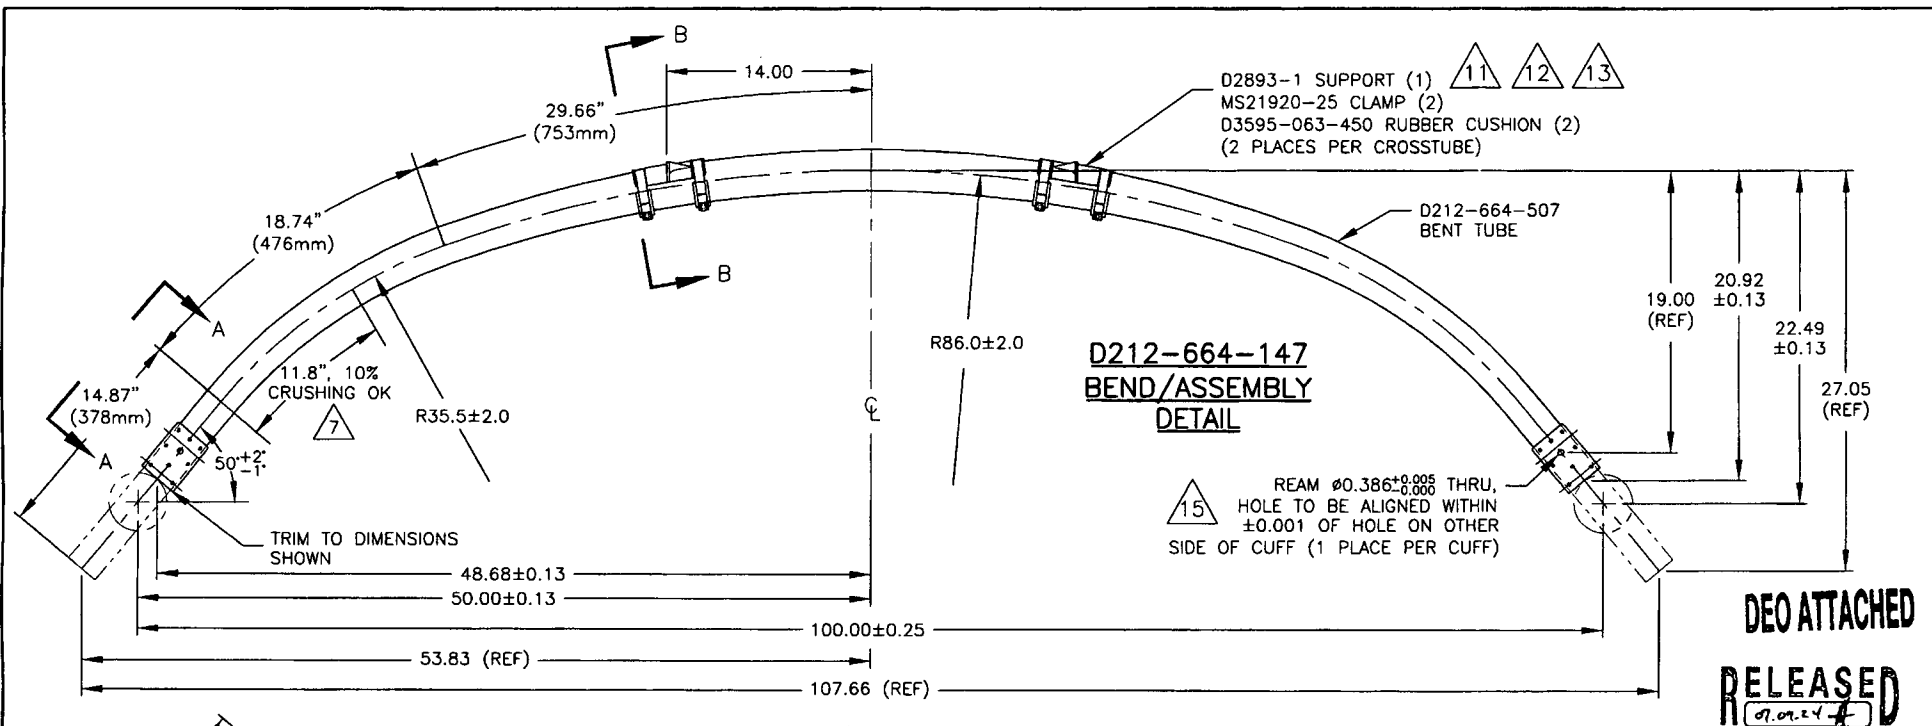 B
14.00
29.66"
(753mm)
D2893-1 SUPPORT (1)
MS21920-25 CLAMP (2)
D3595-063-450 RUBBER CUSHION (2)
(2 PLACES PER CROSSTUBE)
11
12
13
18.74"
(476mm)
D212-664-507
BENT TUBE
B
A
19.00
(REF)
20.92
±0.13
22.49
±0.13
27.05
(REF)
R86.0±2.0
D212-664-147
BEND/ASSEMBLY
DETAIL
11.8", 10%
CRUSHING OK
7
14.87"
(378mm)
R35.5±2.0
CL
A
50°+2°
-1°
15
REAM ø0.386+0.005
-0.000 THRU,
HOLE TO BE ALIGNED WITHIN
±0.001 OF HOLE ON OTHER
SIDE OF CUFF (1 PLACE PER CUFF)
TRIM TO DIMENSIONS
SHOWN
48.68±0.13
50.00±0.13
100.00±0.25
53.83 (REF)
107.66 (REF)
DEO ATTACHED
RELEASED